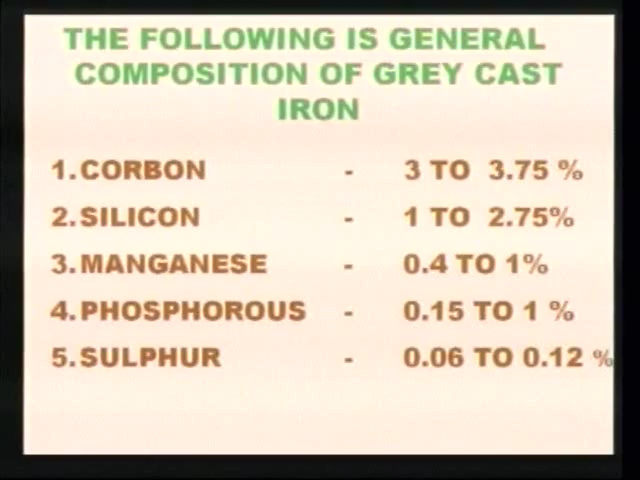 THE FOLLOWING IS GENERAL
COMPOSITION OF GREY CAST
IRON
1. CORBON - 3 TO 3.75 %
2. SILICON - 1 TO 2.75%
3. MANGANESE - 0.4 TO 1%
4. PHOSPHOROUS - 0.15 TO 1 %
5. SULPHUR - 0.06 TO 0.12 %